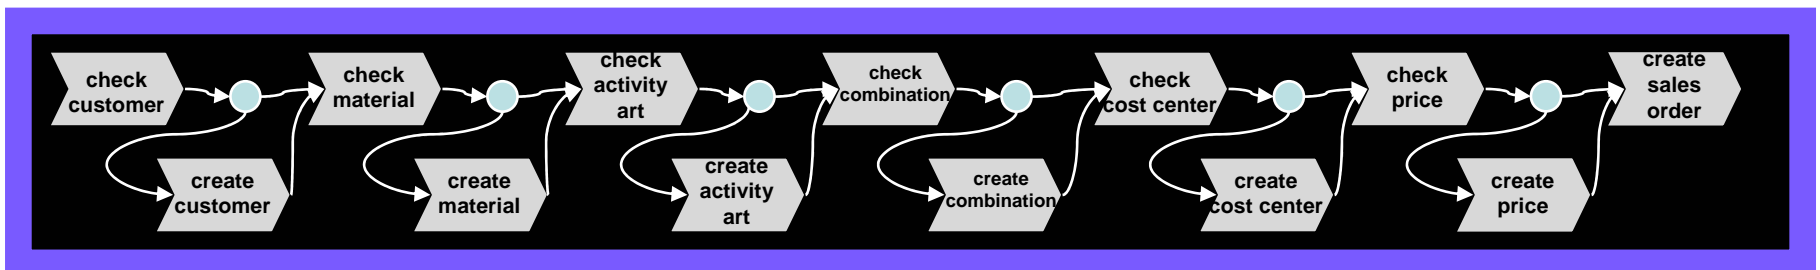 check
customer
create
customer
check
material
create
material
check
activity
art
create
activity
art
check
combination
create
combination
check
cost center
create
cost center
check
price
create
price
create
sales
order